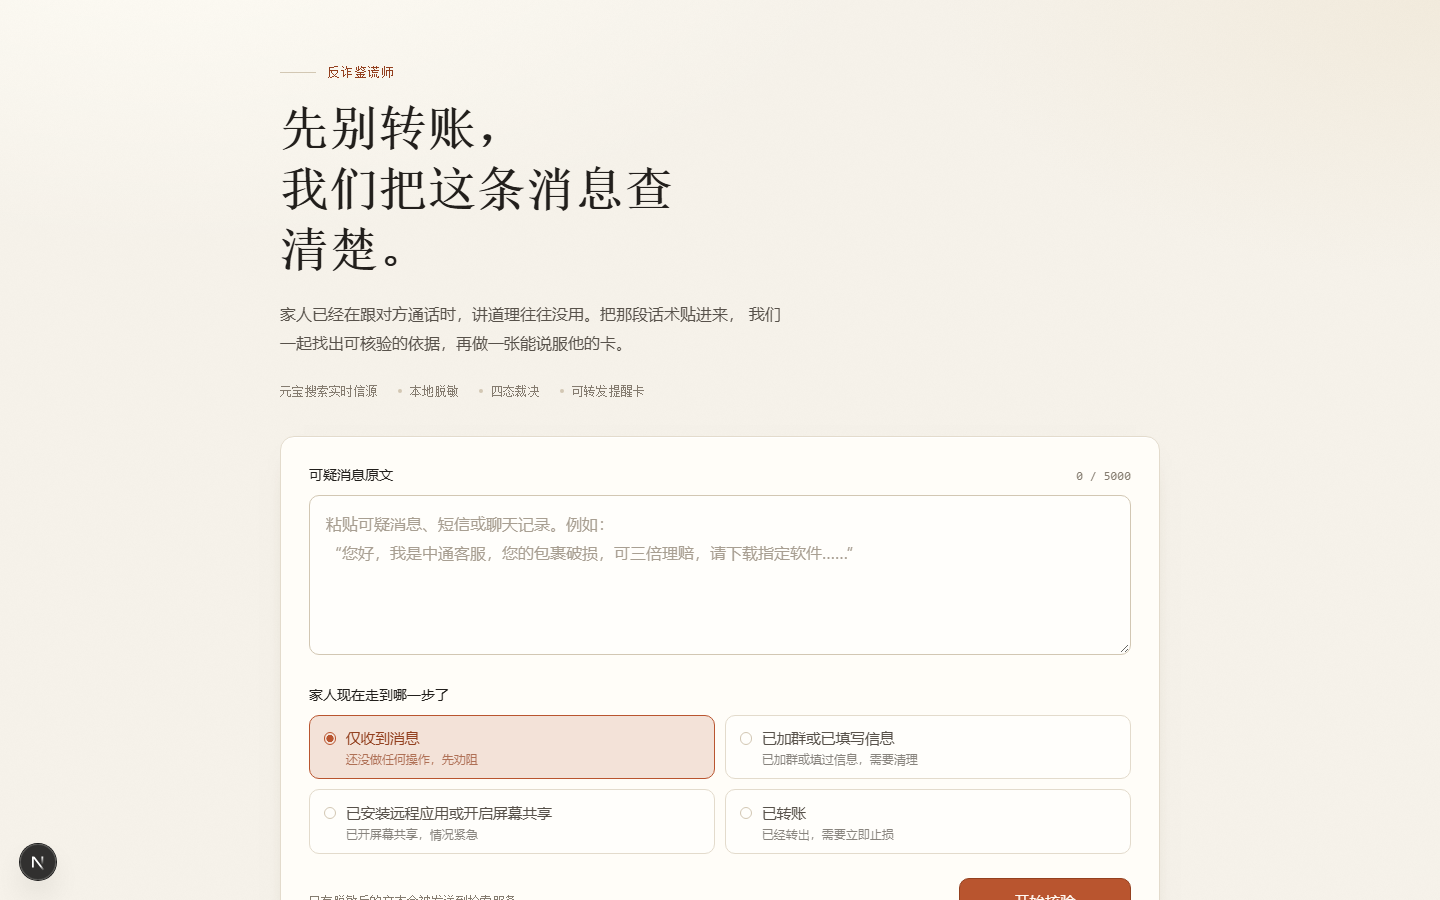 反诈鉴谎师
先别转账，
我们把这条消息查
清楚。
家人已经在跟对方通话时，讲道理往往没用。把那段话术贴进来， 我们
一起找出可核验的依据，再做一张能说服他的卡。
元宝搜索实时信源 • 本地脱敏 • 四态裁决 • 可转发提醒卡
可疑消息原文 0 / 5000
粘贴可疑消息、短信或聊天记录。例如：
“您好，我是中通客服，您的包裹破损，可三倍理赔，请下载指定软件……”
家人现在走到哪一步了
仅收到消息
还没做任何操作，先劝阻
已加群或已填写信息
已加群或填过信息，需要清理
已安装远程应用或开启屏幕共享
已开屏幕共享，情况紧急
已转账
已经转出，需要立即止损
N